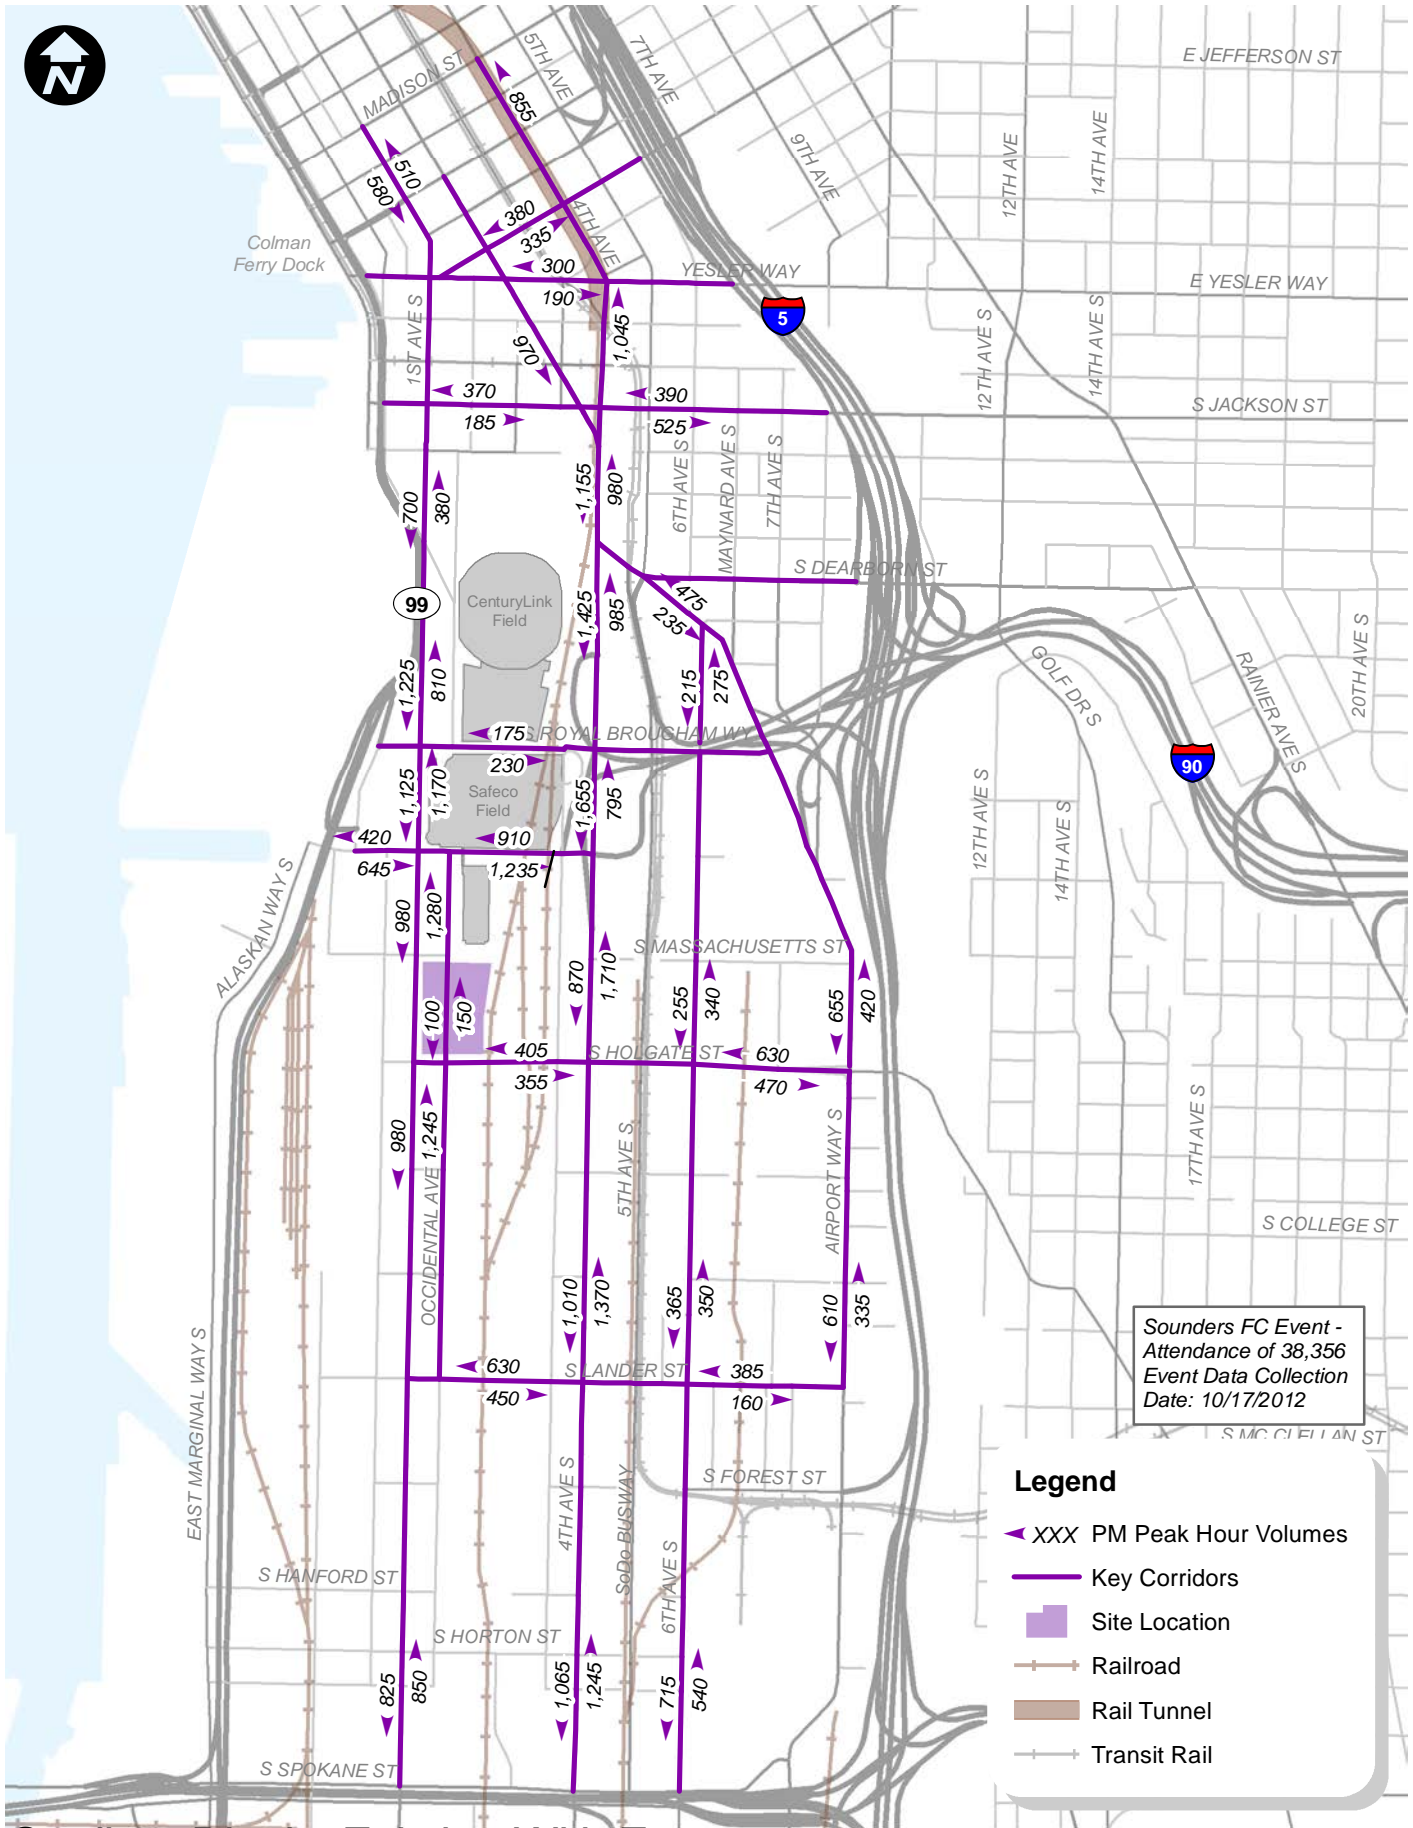 N
MADISON ST
5TH AVE
7TH AVE
E JEFFERSON ST
855
9TH AVE
12TH AVE
14TH AVE
510
580
380
335
4TH AVE
Colman
Ferry Dock
300
YESLER WAY
E YESLER WAY
190
5
1ST AVE S
970
1,045
12TH AVE S
14TH AVE S
370
390
185
525
S JACKSON ST
700
380
1,155
980
6TH AVE S
MAYNARD AVE S
7TH AVE S
S DEARBORN ST
99
CenturyLink
Field
1,425
985
475
235
1,225
810
215
275
GOLF DR S
RAINIER AVE S
20TH AVE S
175
S ROYAL BROUGHAM WY
230
90
1,125
1,170
Safeco
Field
1,655
795
12TH AVE S
14TH AVE S
420
910
645
1,235
ALASKAN WAY S
980
1,280
S MASSACHUSETTS ST
870
1,710
255
340
655
420
100
150
405
S HOLGATE ST
630
355
470
980
1,245
OCCIDENTAL AVE
5TH AVE S
AIRPORT WAY S
17TH AVE S
S COLLEGE ST
1,010
1,370
365
350
610
335
Sounders FC Event -
Attendance of 38,356
Event Data Collection
Date: 10/17/2012
EAST MARGINAL WAY S
630
S LANDER ST
385
450
160
S MC CLELLAN ST
4TH AVE S
SoDo BUSWAY
S FOREST ST
6TH AVE S
S HANFORD ST
S HORTON ST
825
850
1,065
1,245
715
540
S SPOKANE ST
Legend
XXX PM Peak Hour Volumes
Key Corridors
Site Location
Railroad
Rail Tunnel
Transit Rail